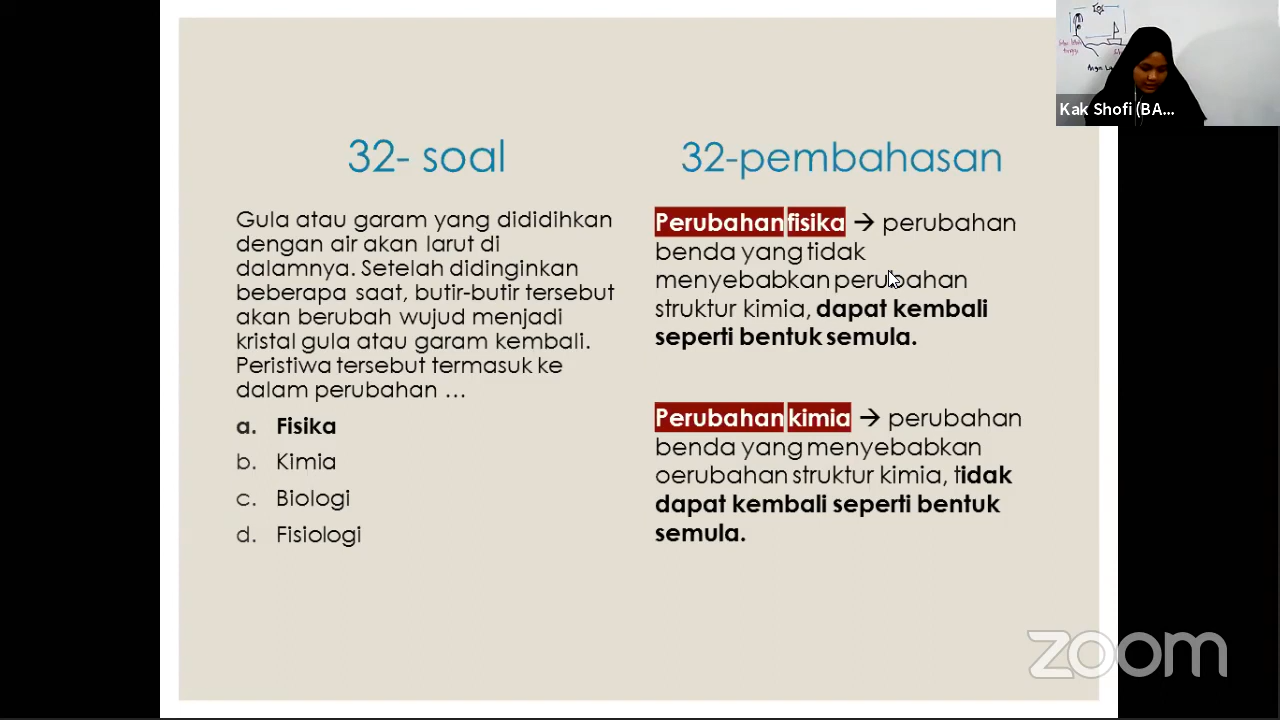 32- soal
Gula atau garam yang dididihkan
dengan air akan larut di
dalamnya. Setelah didinginkan
beberapa saat, butir-butir tersebut
akan berubah wujud menjadi
kristal gula atau garam kembali.
Peristiwa tersebut termasuk ke
dalam perubahan …
a. Fisika
b. Kimia
c. Biologi
d. Fisiologi
32-pembahasan
Perubahan fisika → perubahan
benda yang tidak
menyebabkan perubahan
struktur kimia, dapat kembali
seperti bentuk semula.
Perubahan kimia → perubahan
benda yang menyebabkan
oerubahan struktur kimia, tidak
dapat kembali seperti bentuk
semula.
Kak Shofi (BA...
zoom